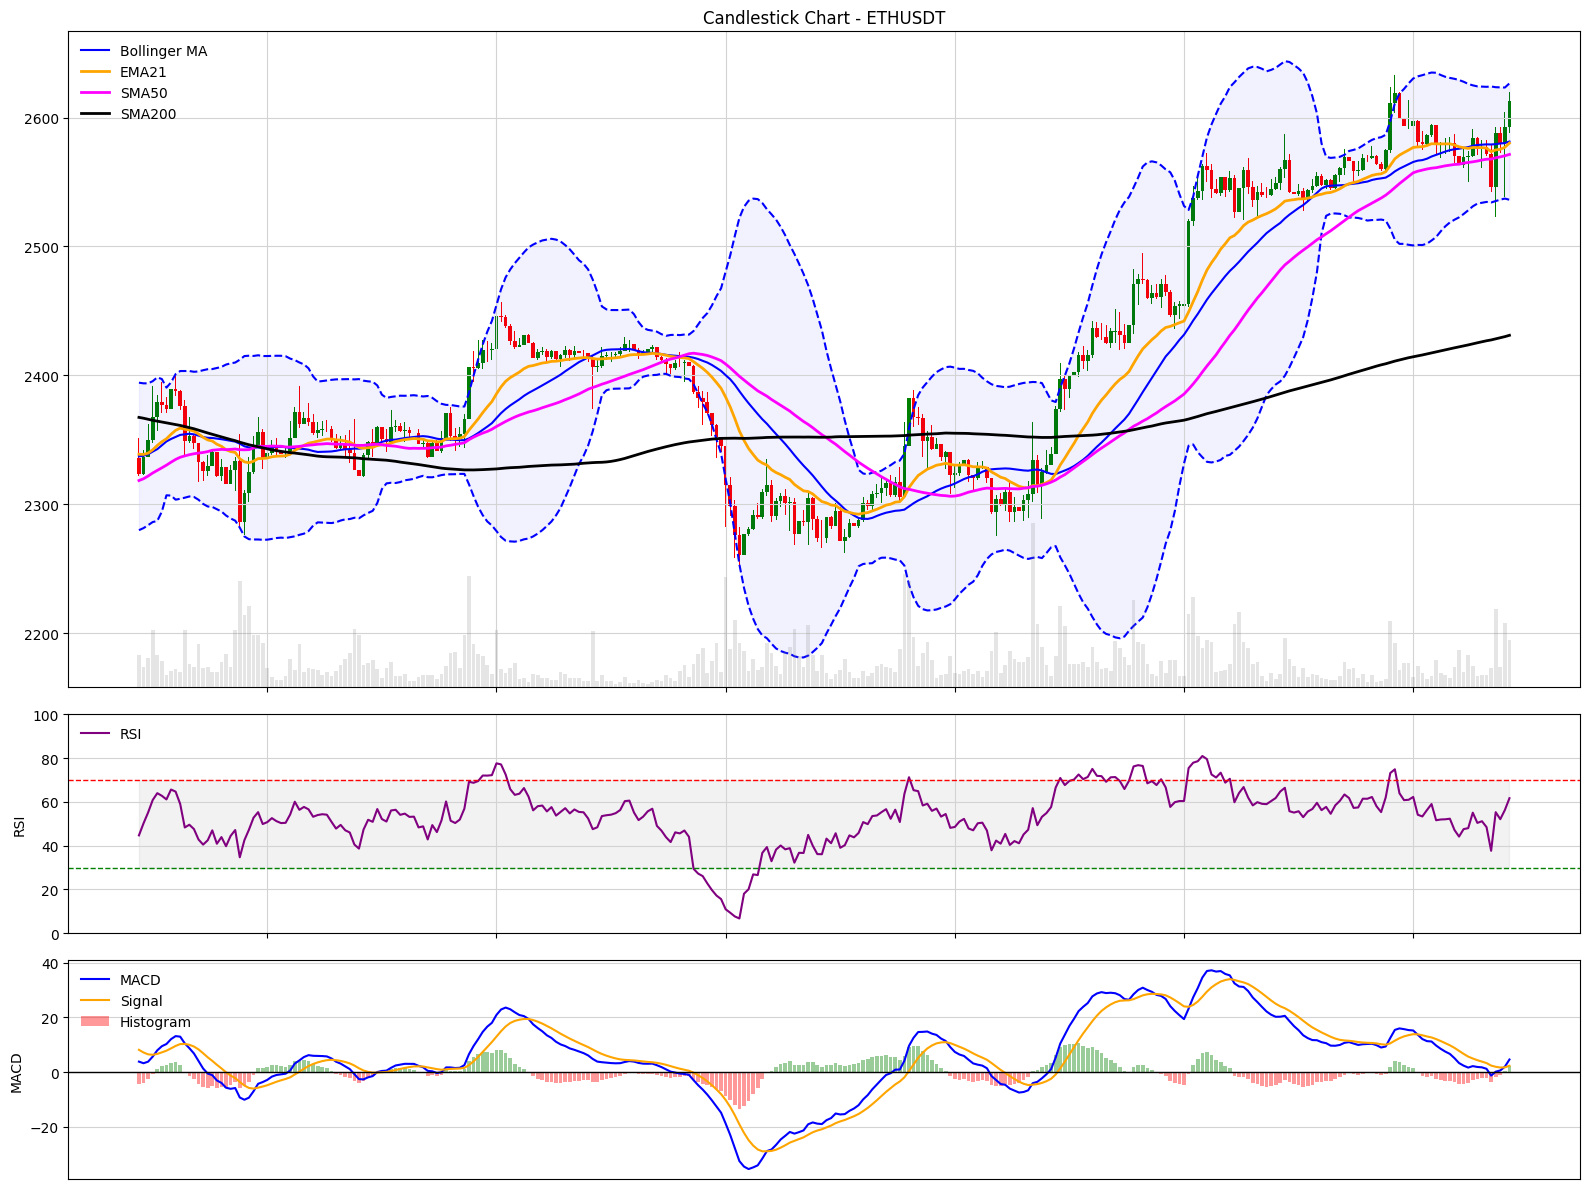 Candlestick Chart - ETHUSDT
Bollinger MA
EMA21
SMA50
SMA200
2600
2500
2400
2300
2200
RSI
100
80
60
40
20
0
RSI
MACD
Signal
Histogram
40
20
0
−20
MACD